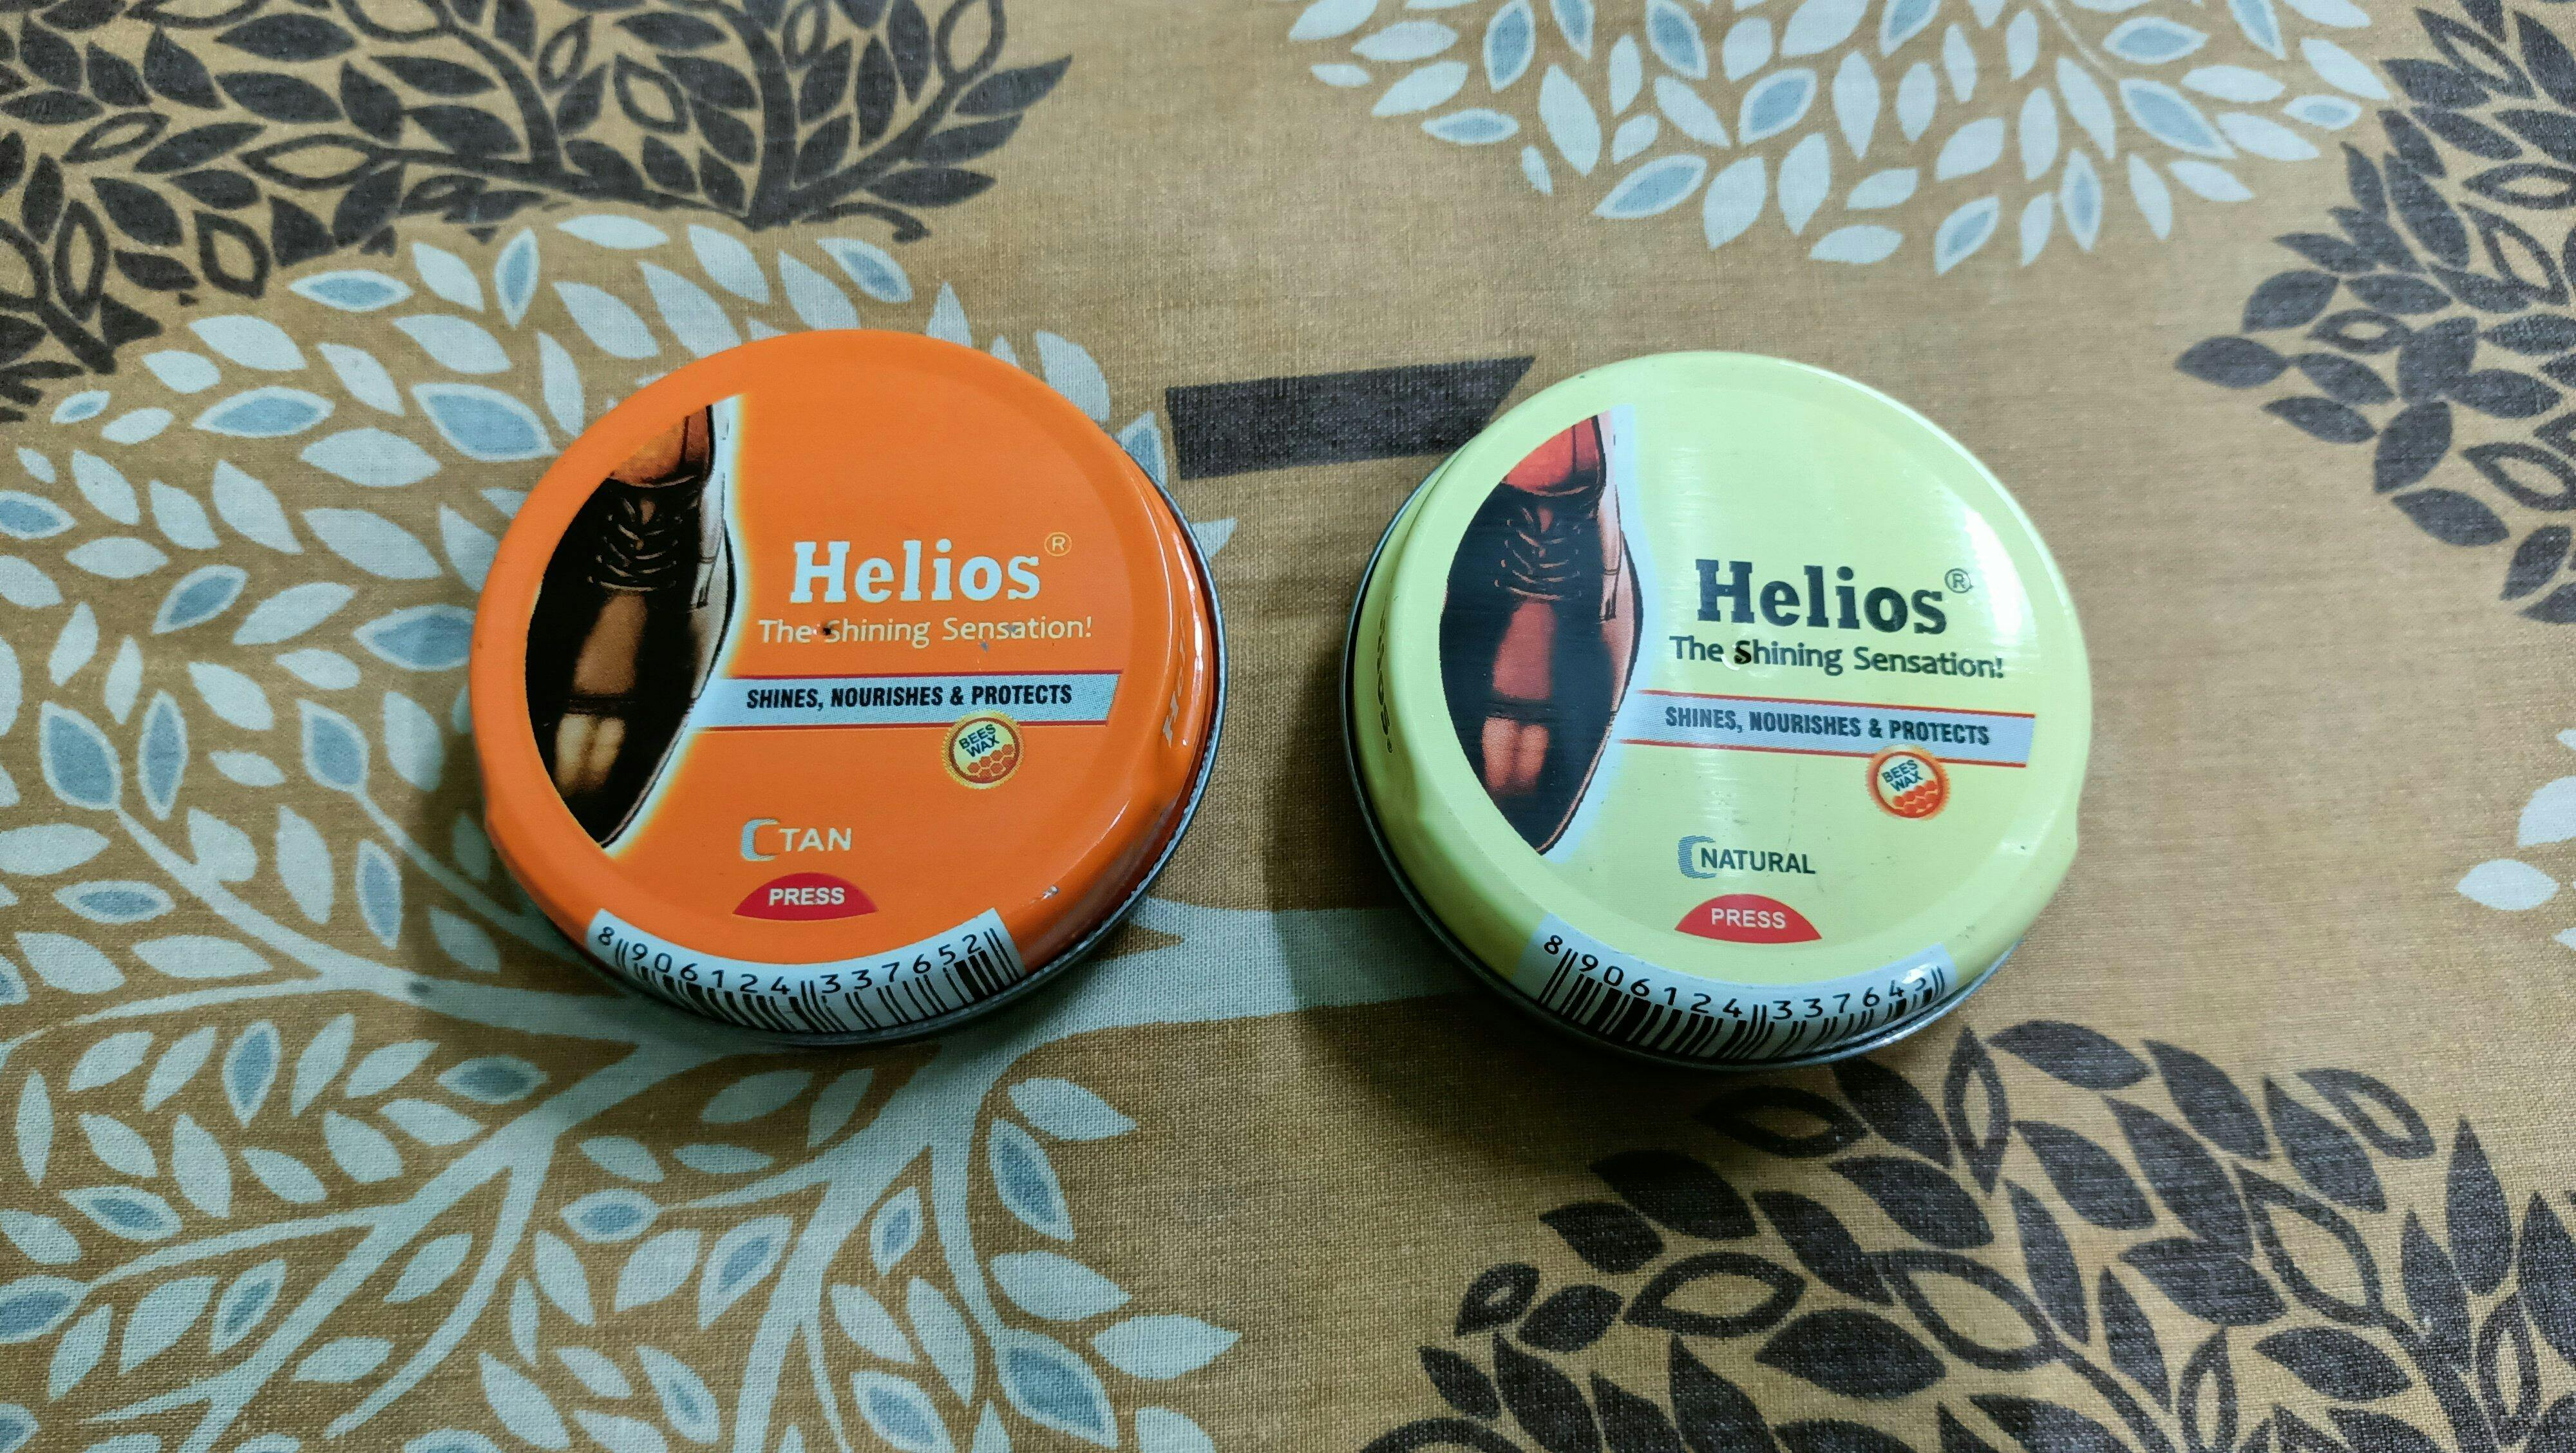 Helios®
The Shining Sensation!
SHINES, NOURISHES & PROTECTS
BEES
WAX
TAN
PRESS
8 906124 337652
Helios®
The Shining Sensation!
SHINES, NOURISHES & PROTECTS
BEES
WAX
NATURAL
PRESS
8 906124 337645